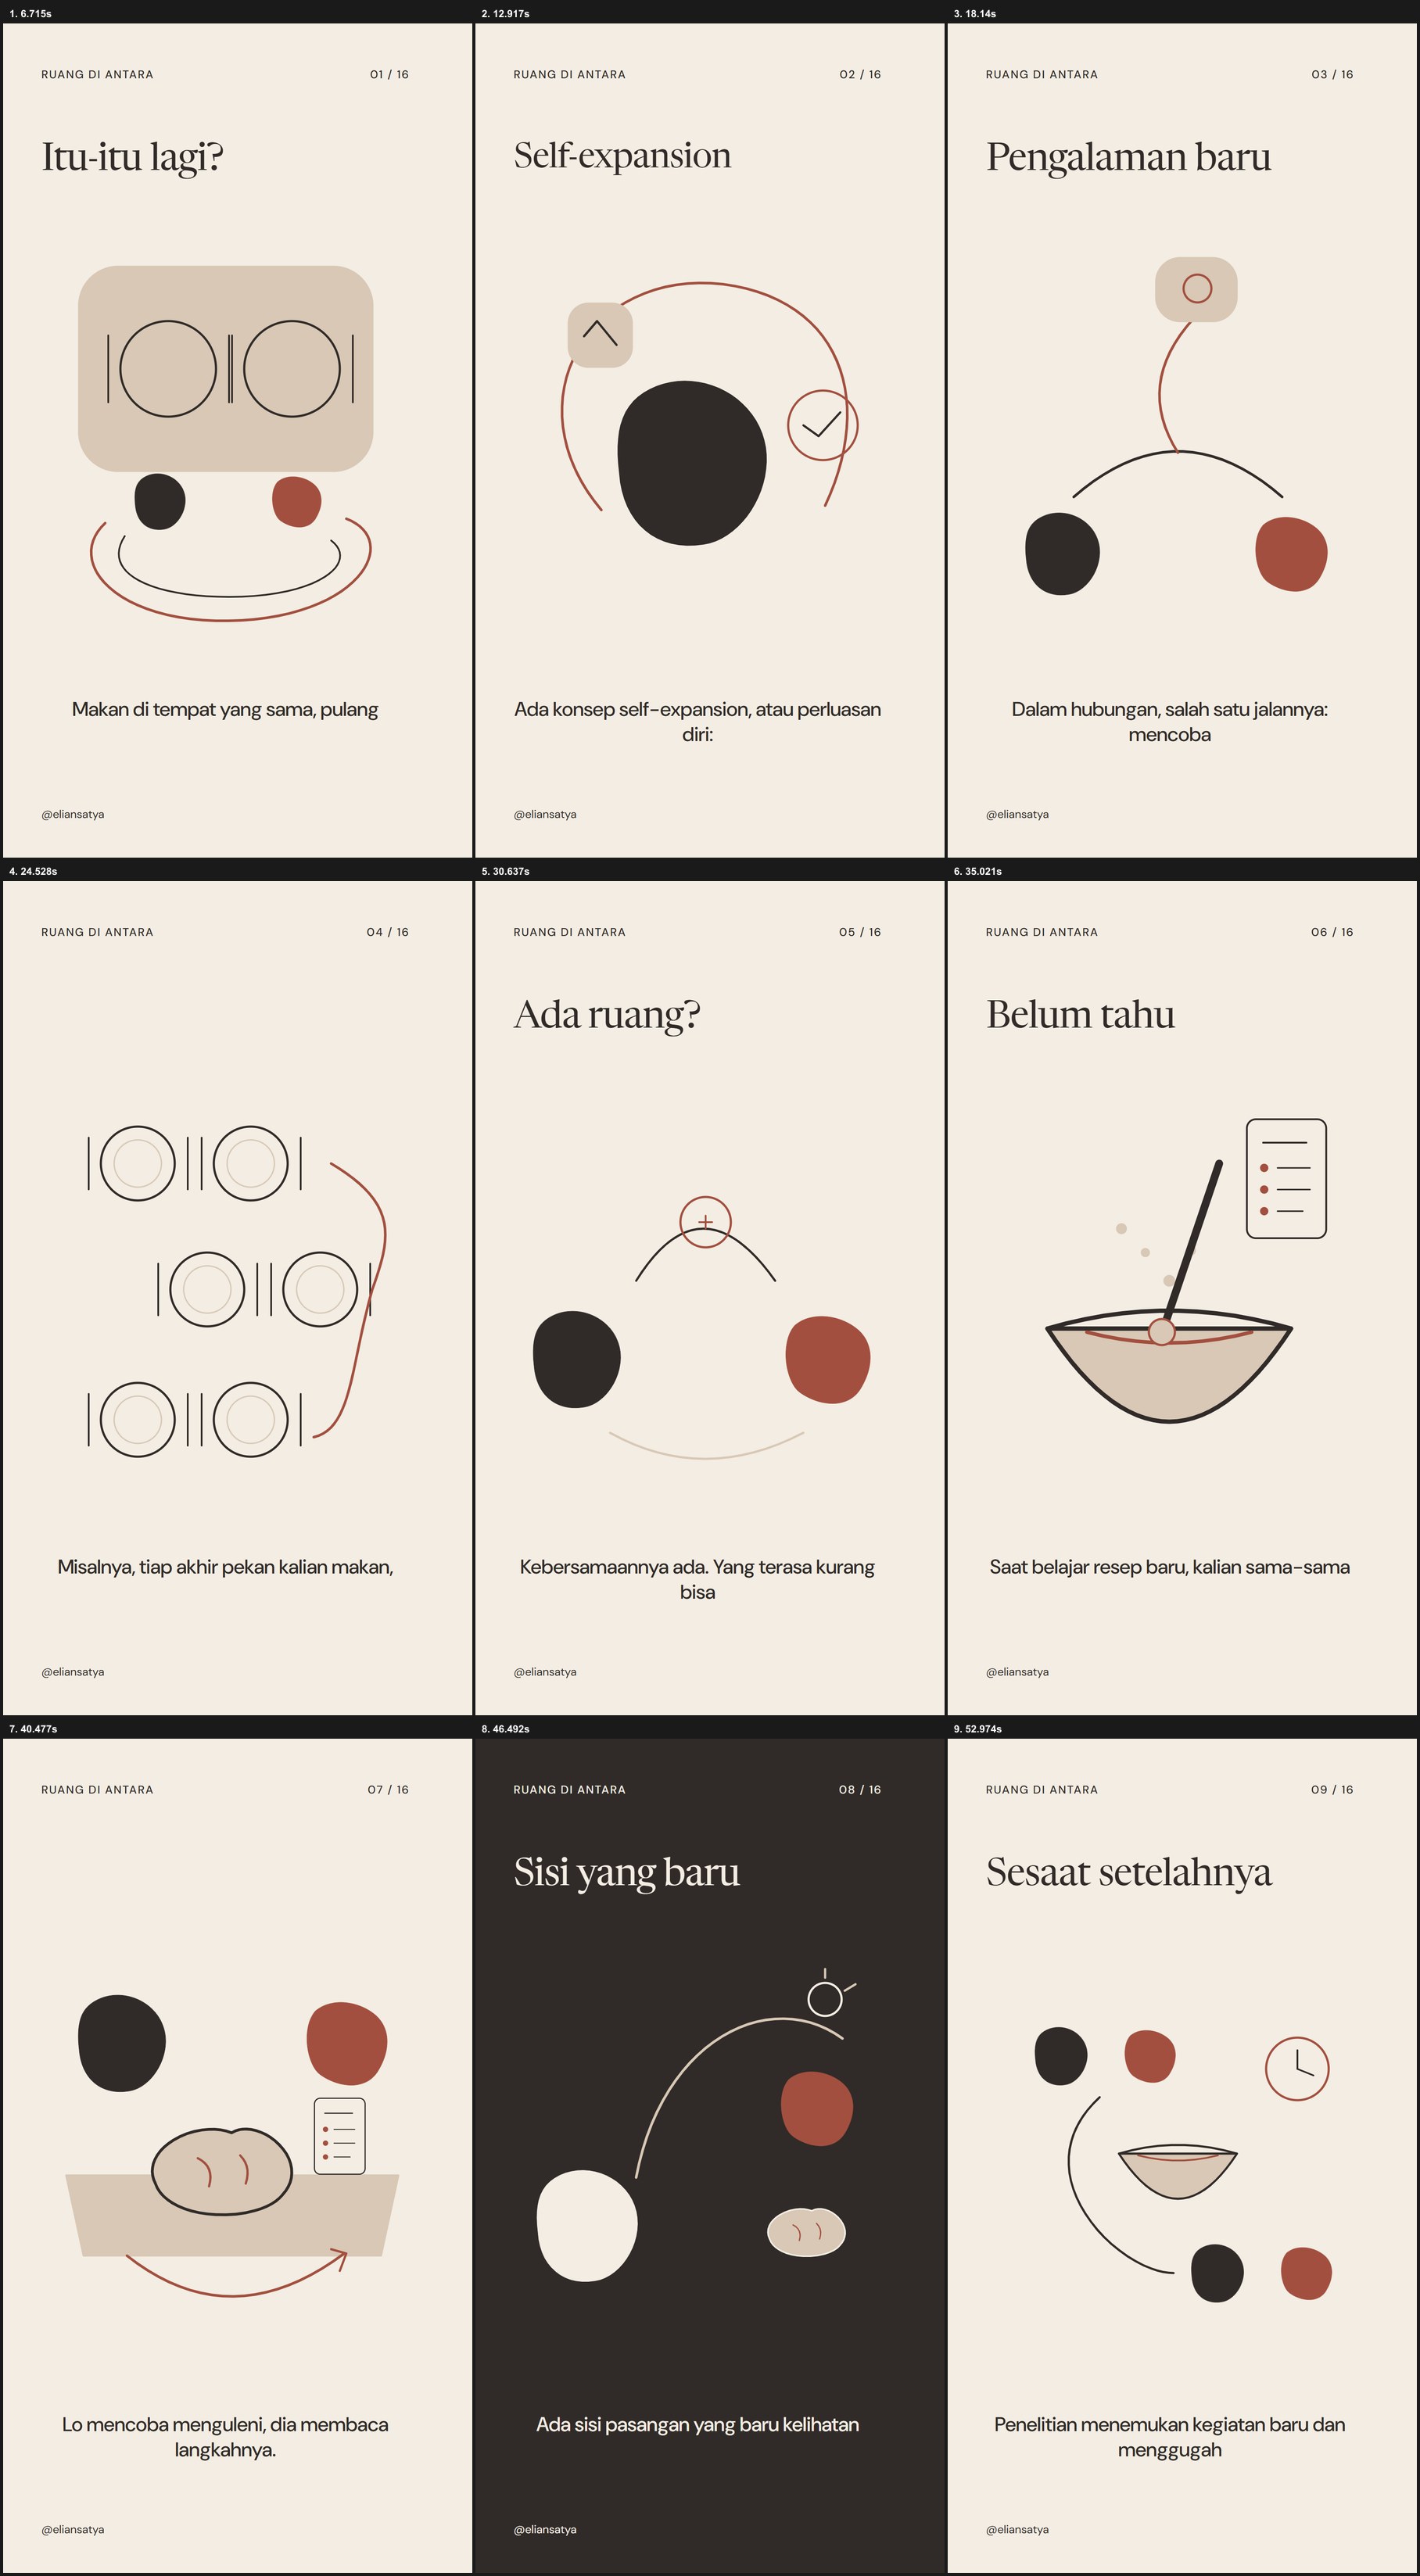 1. 6.715s
RUANG DI ANTARA
01 / 16
Itu-itu lagi?
Makan di tempat yang sama, pulang
@eliansatya
2. 12.917s
RUANG DI ANTARA
02 / 16
Self-expansion
Ada konsep self-expansion, atau perluasan
diri:
@eliansatya
3. 18.14s
RUANG DI ANTARA
03 / 16
Pengalaman baru
Dalam hubungan, salah satu jalannya:
mencoba
@eliansatya
4. 24.528s
RUANG DI ANTARA
04 / 16
Misalnya, tiap akhir pekan kalian makan,
@eliansatya
5. 30.637s
RUANG DI ANTARA
05 / 16
Ada ruang?
Kebersamaannya ada. Yang terasa kurang
bisa
@eliansatya
6. 35.021s
RUANG DI ANTARA
06 / 16
Belum tahu
Saat belajar resep baru, kalian sama-sama
@eliansatya
7. 40.477s
RUANG DI ANTARA
07 / 16
Lo mencoba menguleni, dia membaca
langkahnya.
@eliansatya
8. 46.492s
RUANG DI ANTARA
08 / 16
Sisi yang baru
Ada sisi pasangan yang baru kelihatan
@eliansatya
9. 52.974s
RUANG DI ANTARA
09 / 16
Sesaat setelahnya
Penelitian menemukan kegiatan baru dan
menggugah
@eliansatya